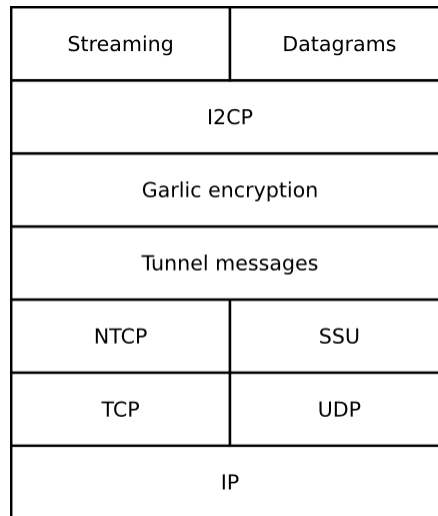 Streaming Datagrams
I2CP
Garlic encryption
Tunnel messages
NTCP SSU
TCP UDP
IP